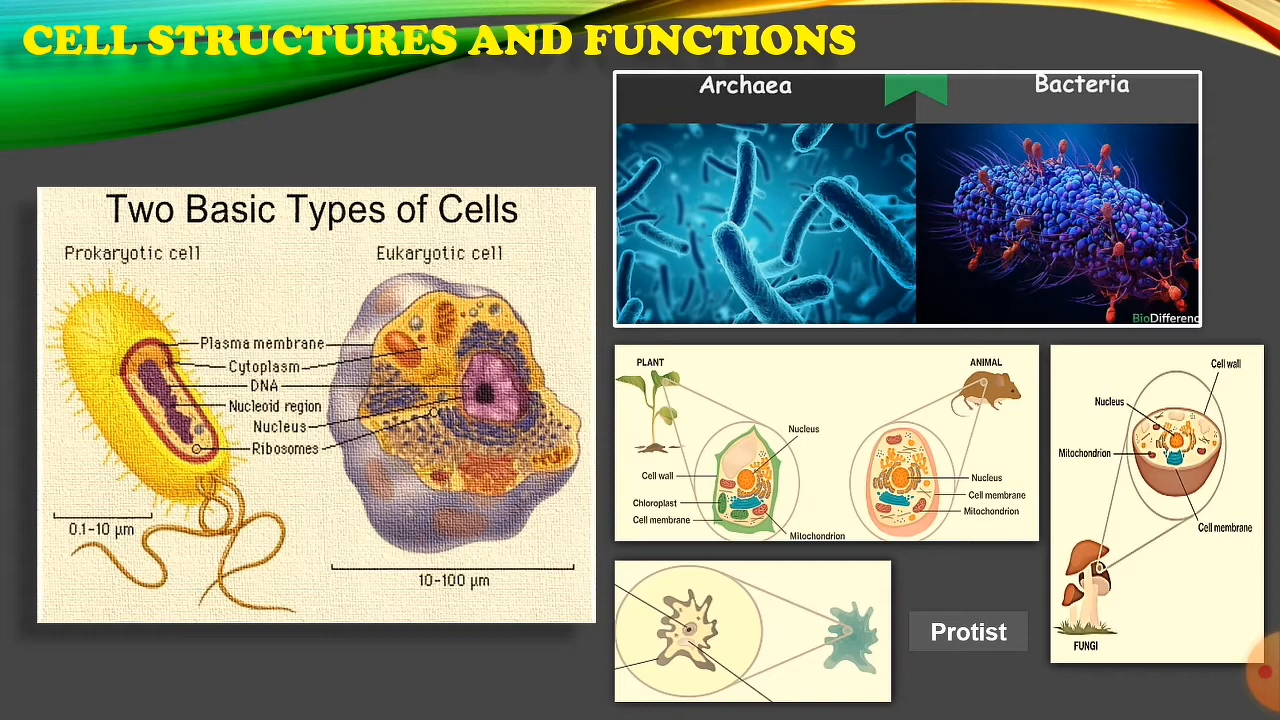 CELL STRUCTURES AND FUNCTIONS
Archaea
Bacteria
BioDifferenc
Two Basic Types of Cells
Prokaryotic cell
Eukaryotic cell
Plasma membrane
Cytoplasm
DNA
Nucleoid region
Nucleus
Ribosomes
0.1-10 µm
10-100 µm
PLANT
ANIMAL
Nucleus
Cell wall
Chloroplast
Cell membrane
Mitochondrion
Nucleus
Cell membrane
Mitochondrion
Cell wall
Nucleus
Mitochondrion
Cell membrane
FUNGI
Protist